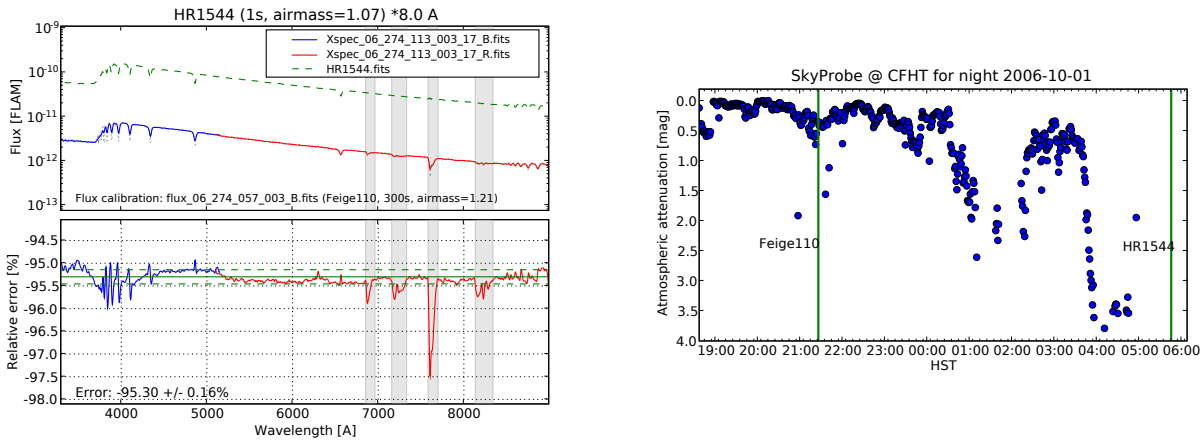 HR1544 (1s, airmass=1.07) *8.0 A
10⁻⁹
10⁻¹⁰
10⁻¹¹
10⁻¹²
10⁻¹³
Flux [FLAM]
Xspec_06_274_113_003_17_B.fits
Xspec_06_274_113_003_17_R.fits
HR1544.fits
Flux calibration: flux_06_274_057_003_B.fits (Feige110, 300s, airmass=1.21)
-94.5
-95.0
-95.5
-96.0
-96.5
-97.0
-97.5
-98.0
Relative error [%]
Error: -95.30 +/- 0.16%
4000 5000 6000 7000 8000
Wavelength [A]
SkyProbe @ CFHT for night 2006-10-01
0.0
0.5
1.0
1.5
2.0
2.5
3.0
3.5
4.0
Atmospheric attenuation [mag]
Feige110
HR1544
19:00 20:00 21:00 22:00 23:00 00:00 01:00 02:00 03:00 04:00 05:00 06:00
HST